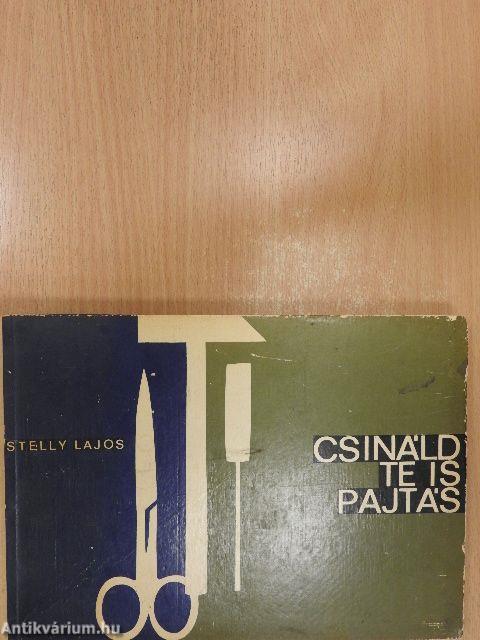 STELLY LAJOS
CSINÁLD
TE IS
PAJTÁS
Antikvárium.hu